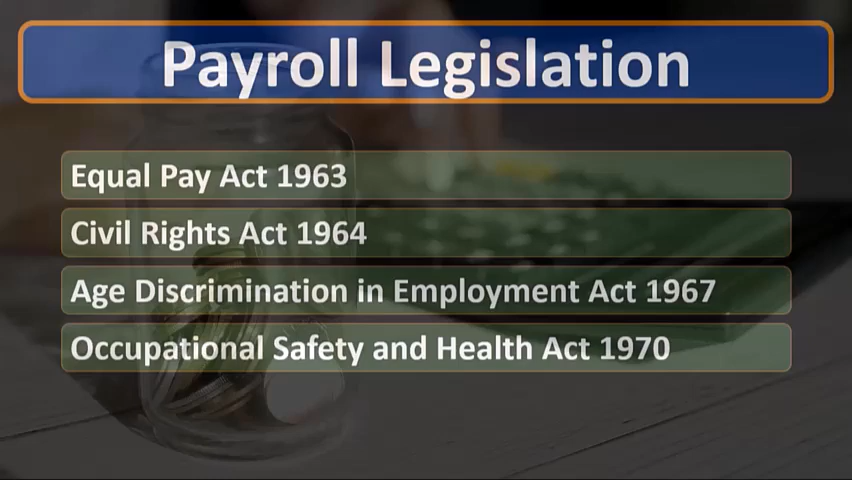 Payroll Legislation
Equal Pay Act 1963
Civil Rights Act 1964
Age Discrimination in Employment Act 1967
Occupational Safety and Health Act 1970